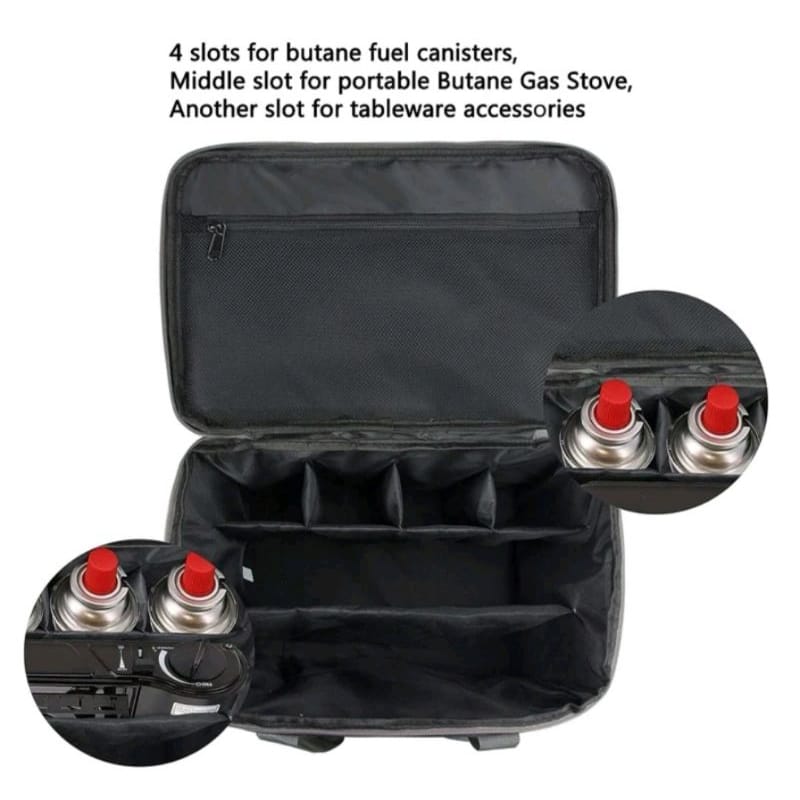 4 slots for butane fuel canisters,
Middle slot for portable Butane Gas Stove,
Another slot for tableware accessories